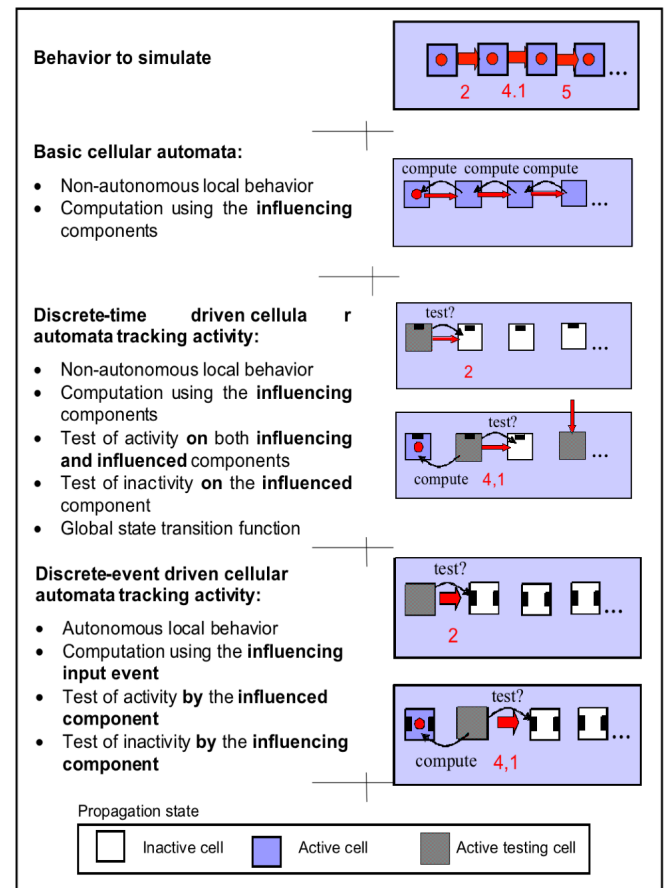 Behavior to simulate
2 4.1 5 ...
Basic cellular automata:
• Non-autonomous local behavior
• Computation using the influencing
components
compute compute compute
...
Discrete-time driven cellula r
automata tracking activity:
• Non-autonomous local behavior
• Computation using the influencing
components
• Test of activity on both influencing
and influenced components
• Test of inactivity on the influenced
component
• Global state transition function
test?
...
2
test?
...
compute 4,1
Discrete-event driven cellular
automata tracking activity:
• Autonomous local behavior
• Computation using the influencing
input event
• Test of activity by the influenced
component
• Test of inactivity by the influencing
component
test?
...
2
test?
...
compute 4,1
Propagation state
Inactive cell Active cell Active testing cell